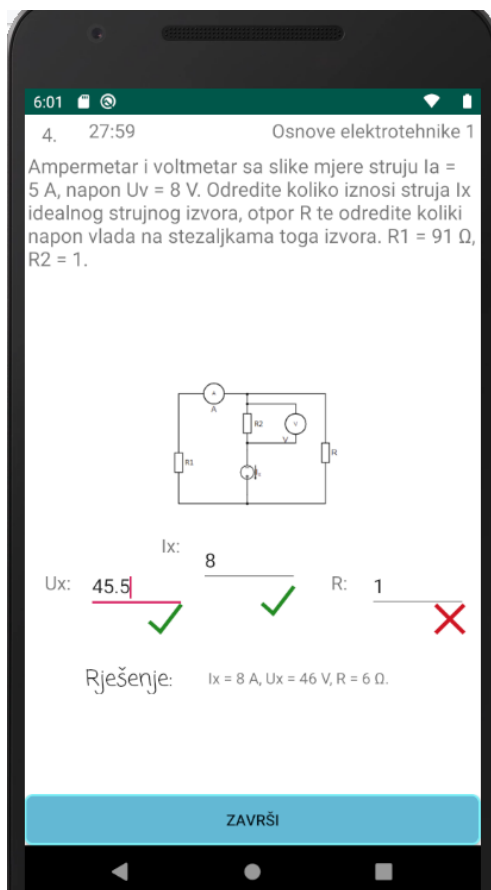 6:01
4. 27:59 Osnove elektrotehnike 1
Ampermetar i voltmetar sa slike mjere struju Ia =
5 A, napon Uv = 8 V. Odredite koliko iznosi struja Ix
idealnog strujnog izvora, otpor R te odredite koliki
napon vlada na stezaljkama toga izvora. R1 = 91 Ω,
R2 = 1.
A
A
R2
V
V
R1
R
Ix:
8
Ux: 45.5
R: 1
Rješenje: Ix = 8 A, Ux = 46 V, R = 6 Ω.
ZAVRŠI